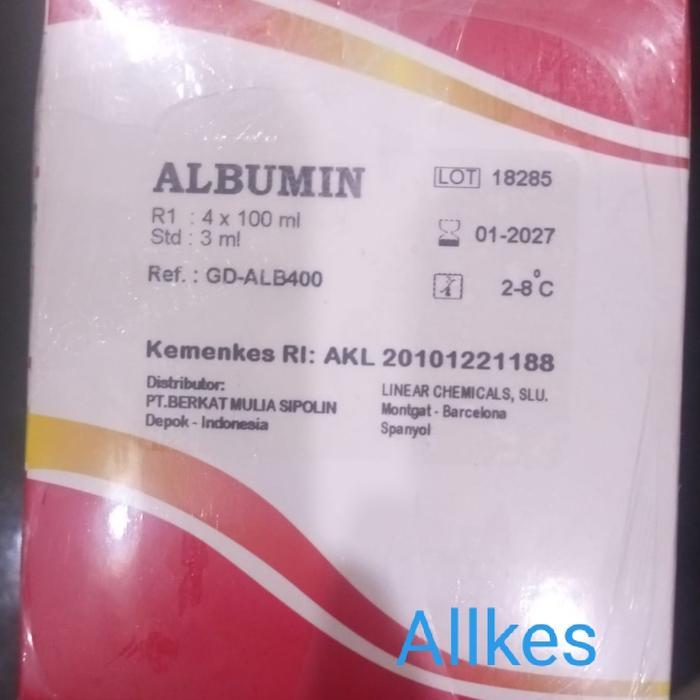 ALBUMIN
R1 : 4 x 100 ml
Std : 3 ml
Ref. : GD-ALB400
LOT 18285
01-2027
2-8°C
Kemenkes RI: AKL 20101221188
Distributor:
PT.BERKAT MULIA SIPOLIN
Depok - Indonesia
LINEAR CHEMICALS, SLU.
Montgat - Barcelona
Spanyol
Allkes